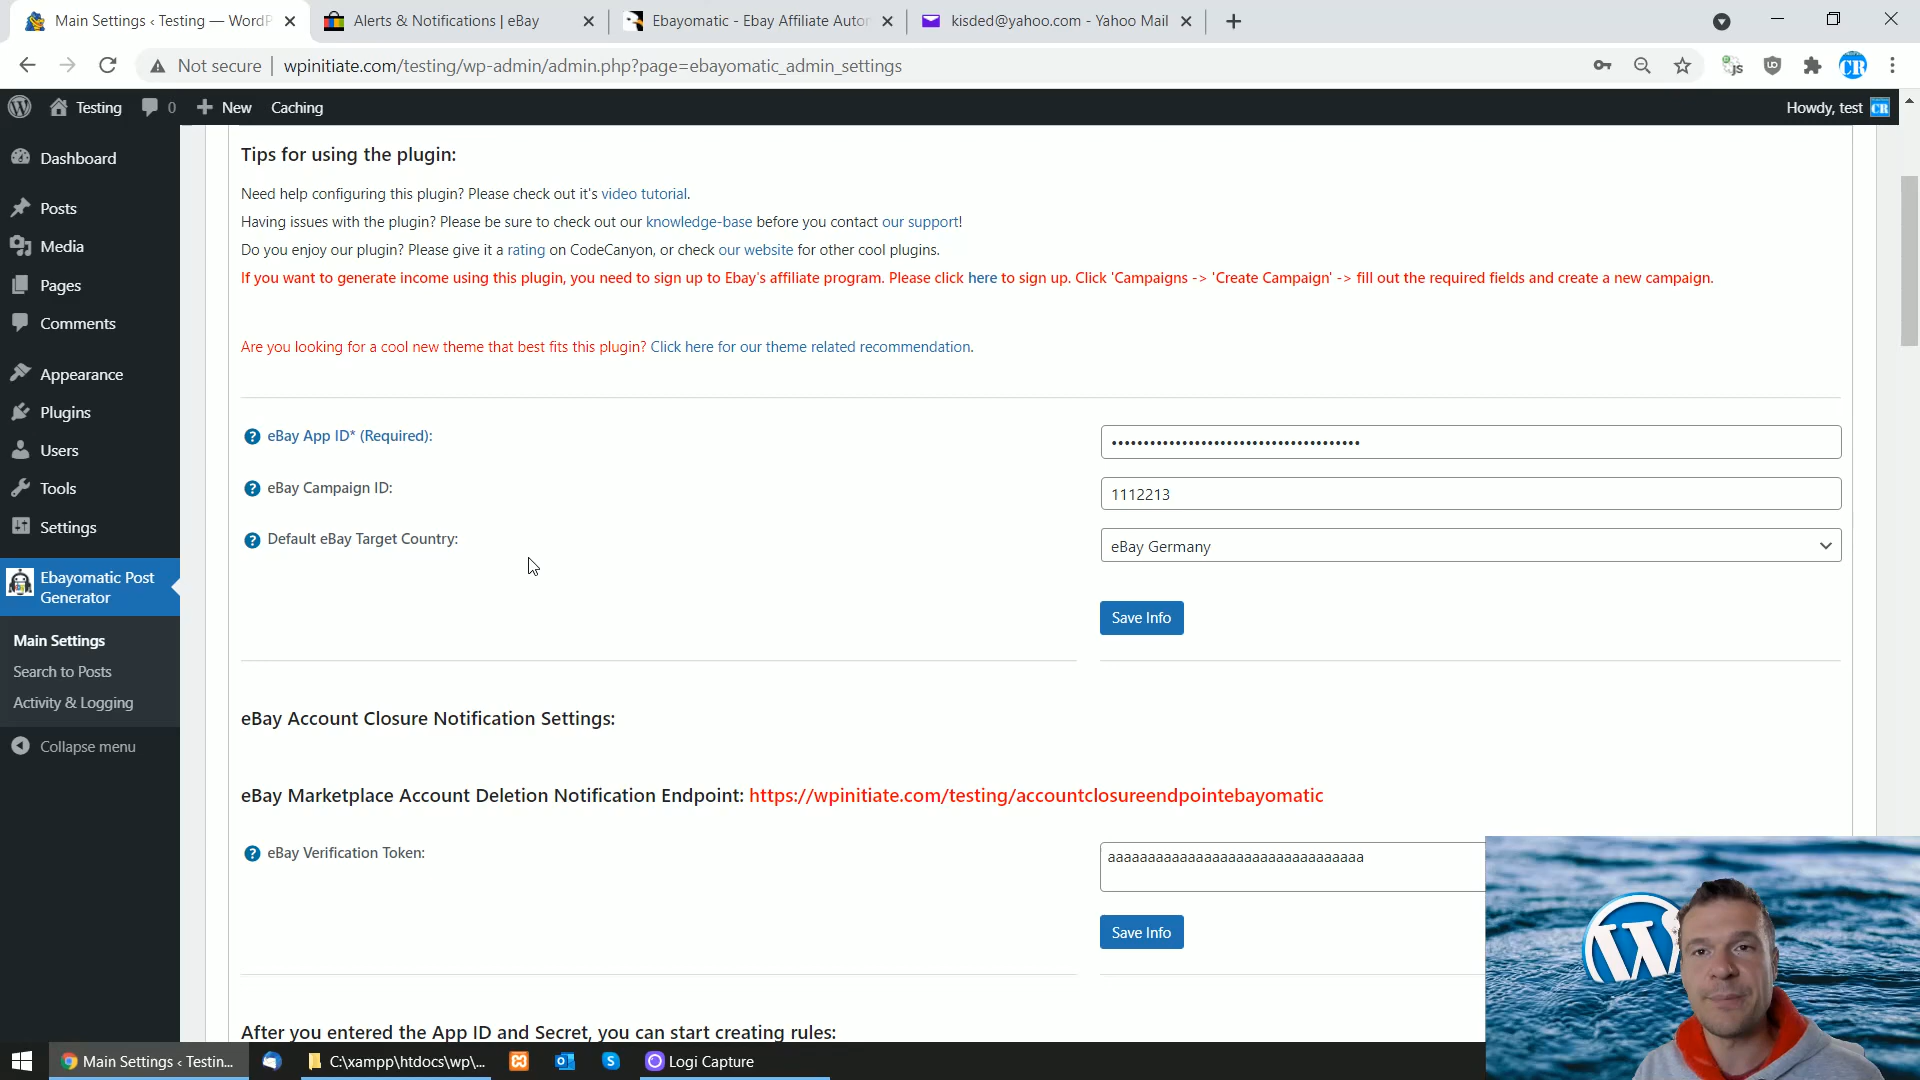 Main Settings ‹ Testing — WordP
Alerts & Notifications | eBay
Ebayomatic - Ebay Affiliate Auto
kisded@yahoo.com - Yahoo Mail
Not secure
wpinitiate.com/testing/wp-admin/admin.php?page=ebayomatic_admin_settings
Testing
0
New
Caching
Howdy, test
Dashboard
Posts
Media
Pages
Comments
Appearance
Plugins
Users
Tools
Settings
Ebayomatic Post
Generator
Main Settings
Search to Posts
Activity & Logging
Collapse menu
Tips for using the plugin:
Need help configuring this plugin? Please check out it's video tutorial.
Having issues with the plugin? Please be sure to check out our knowledge-base before you contact our support!
Do you enjoy our plugin? Please give it a rating on CodeCanyon, or check our website for other cool plugins.
If you want to generate income using this plugin, you need to sign up to Ebay's affiliate program. Please click here to sign up. Click 'Campaigns -> 'Create Campaign' -> fill out the required fields and create a new campaign.
Are you looking for a cool new theme that best fits this plugin? Click here for our theme related recommendation.
eBay App ID* (Required):
eBay Campaign ID:
1112213
Default eBay Target Country:
eBay Germany
Save Info
eBay Account Closure Notification Settings:
eBay Marketplace Account Deletion Notification Endpoint: https://wpinitiate.com/testing/accountclosureendpointebayomatic
eBay Verification Token:
aaaaaaaaaaaaaaaaaaaaaaaaaaaaaaaa
Save Info
After you entered the App ID and Secret, you can start creating rules:
Main Settings ‹ Testin...
C:\xampp\htdocs\wp\...
Logi Capture